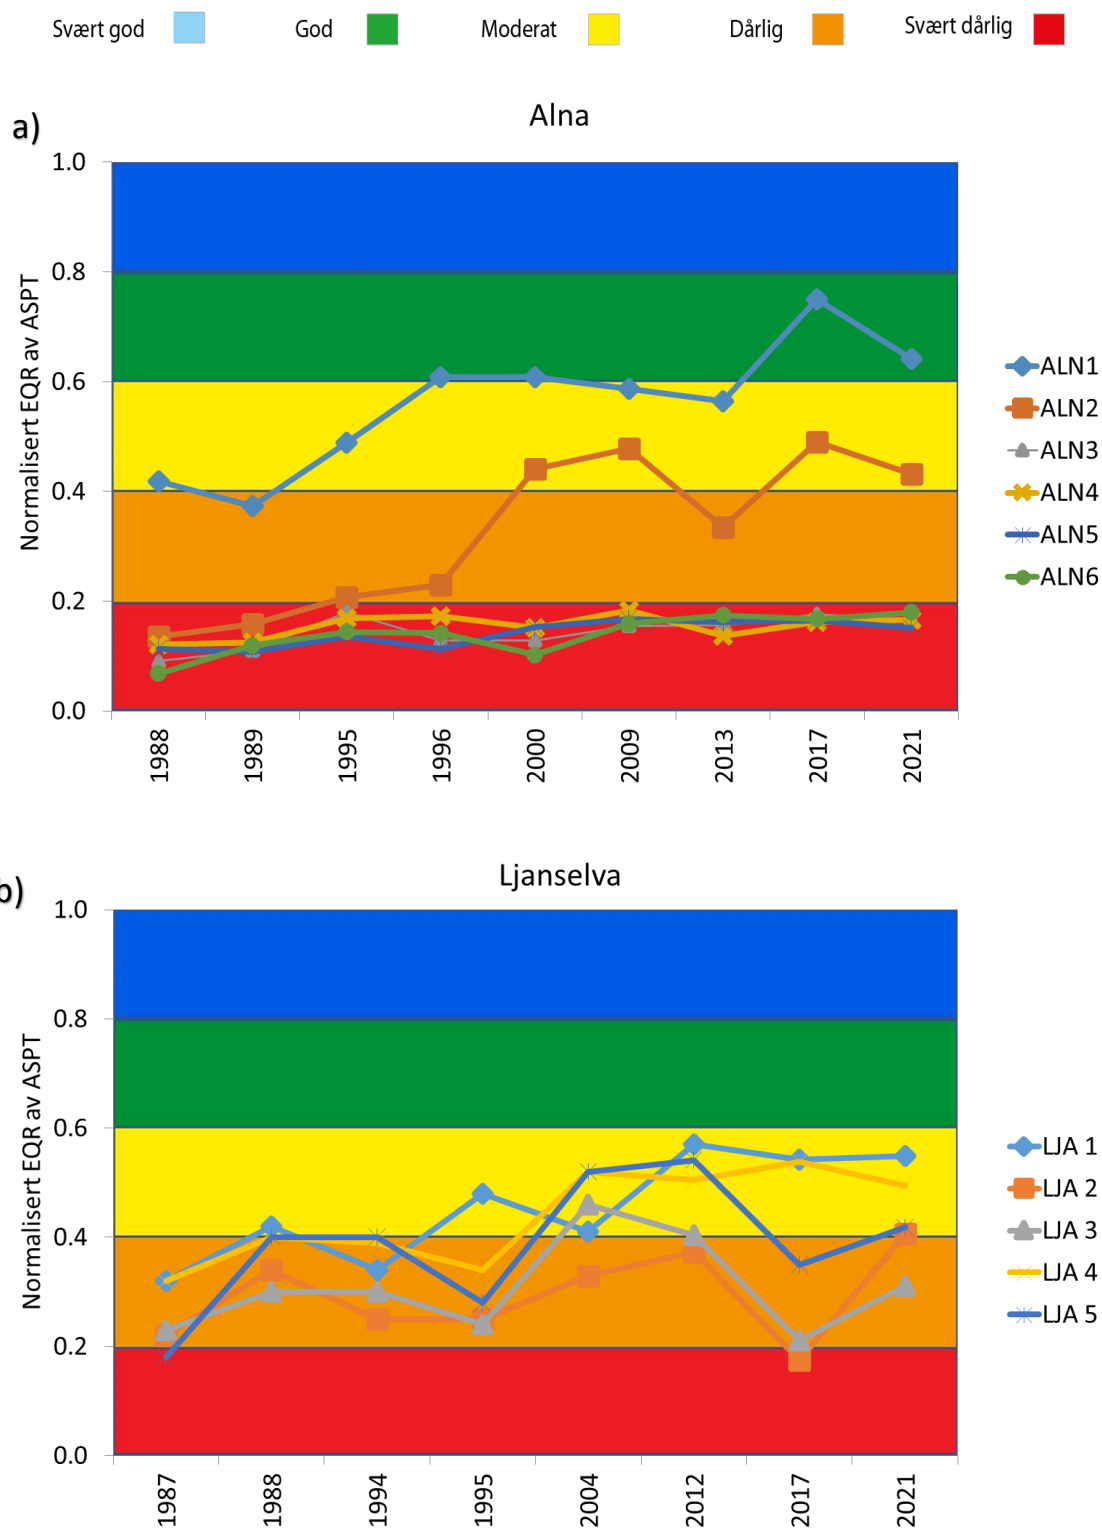 Svært god God Moderat Dårlig Svært dårlig
a)
Alna
Normalisert EQR av ASPT
1.0
0.8
0.6
0.4
0.2
0.0
1988 1989 1995 1996 2000 2009 2013 2017 2021
ALN1
ALN2
ALN3
ALN4
ALN5
ALN6
b)
Ljanselva
Normalisert EQR av ASPT
1.0
0.8
0.6
0.4
0.2
0.0
1987 1988 1994 1995 2004 2012 2017 2021
LJA 1
LJA 2
LJA 3
LJA 4
LJA 5